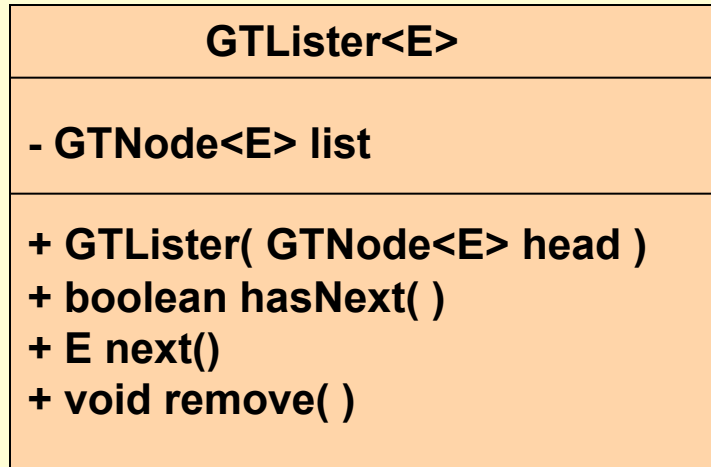 GTLister<E>
- GTNode<E> list
+ GTLister( GTNode<E> head )
+ boolean hasNext( )
+ E next()
+ void remove( )